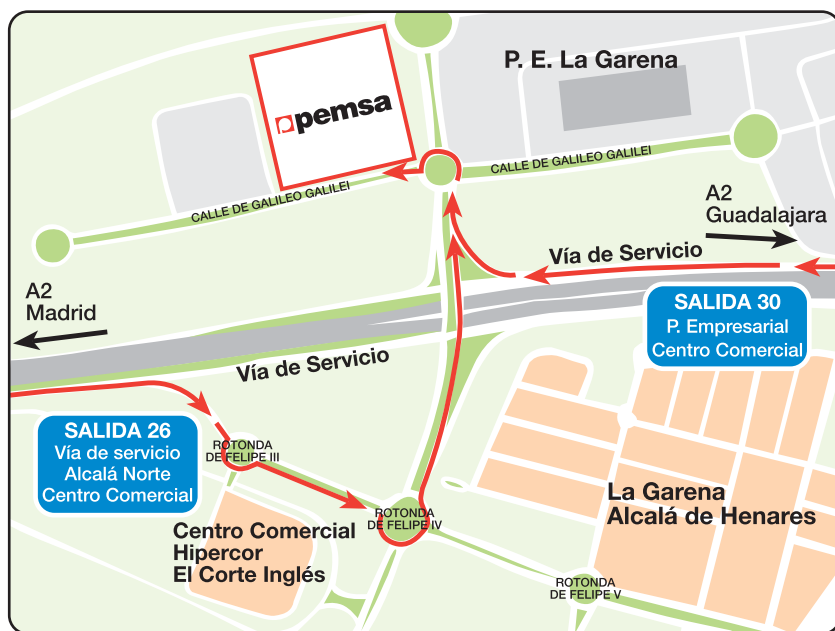 P. E. La Garena
pemsa
CALLE DE GALILEO GALILEI
CALLE DE GALILEO GALILEI
A2
Guadalajara
Vía de Servicio
A2
Madrid
SALIDA 30
P. Empresarial
Centro Comercial
Vía de Servicio
SALIDA 26
Vía de servicio
Alcalá Norte
Centro Comercial
ROTONDA
DE FELIPE III
La Garena
Alcalá de Henares
ROTONDA
DE FELIPE IV
Centro Comercial
Hipercor
El Corte Inglés
ROTONDA
DE FELIPE V